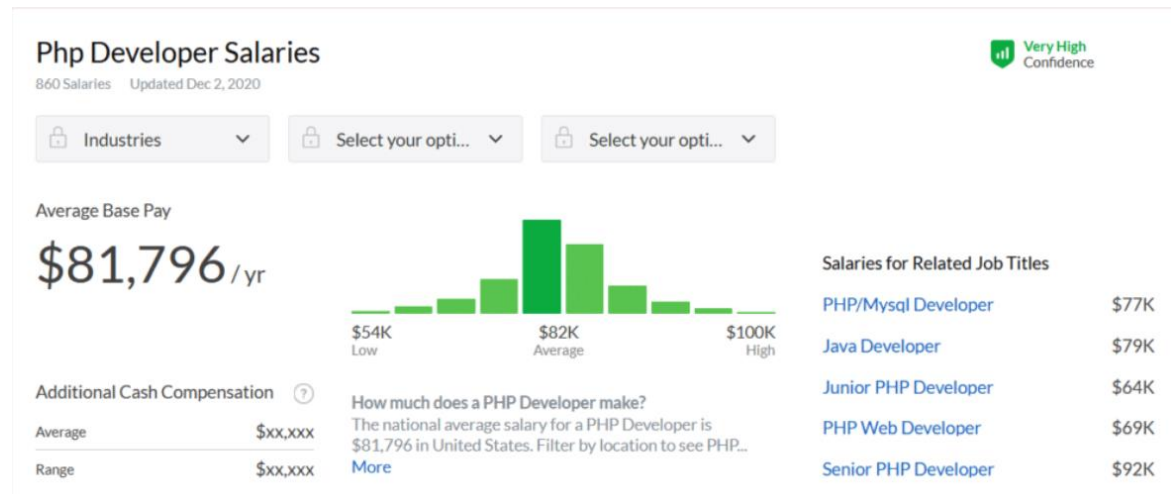 Php Developer Salaries
860 Salaries Updated Dec 2, 2020
Very High
Confidence
Industries
Select your opti...
Select your opti...
Average Base Pay
$81,796 / yr
$54K
Low
$82K
Average
$100K
High
Additional Cash Compensation ?
Average $xx,xxx
Range $xx,xxx
How much does a PHP Developer make?
The national average salary for a PHP Developer is
$81,796 in United States. Filter by location to see PHP...
More
Salaries for Related Job Titles
PHP/Mysql Developer $77K
Java Developer $79K
Junior PHP Developer $64K
PHP Web Developer $69K
Senior PHP Developer $92K